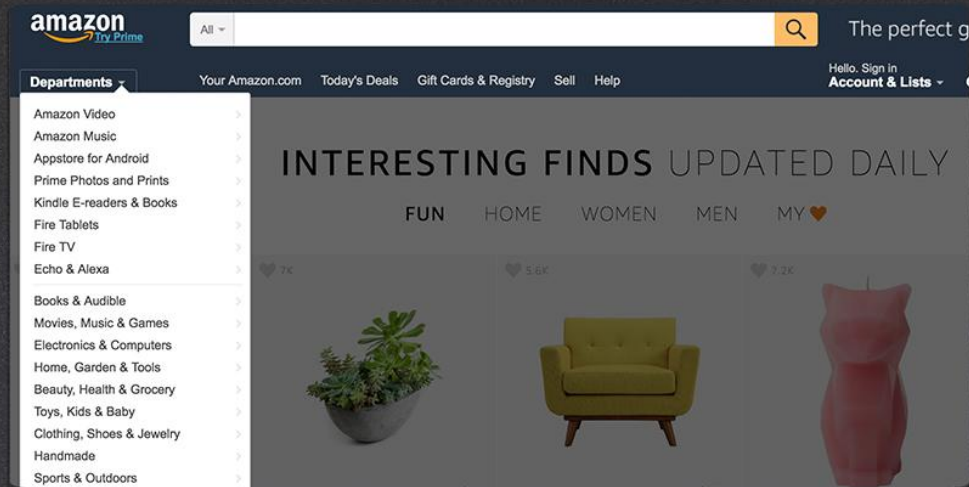 amazon
Try Prime
All
The perfect g
Departments
Your Amazon.com Today's Deals Gift Cards & Registry Sell Help
Hello. Sign in
Account & Lists
Amazon Video
Amazon Music
Appstore for Android
Prime Photos and Prints
Kindle E-readers & Books
Fire Tablets
Fire TV
Echo & Alexa
Books & Audible
Movies, Music & Games
Electronics & Computers
Home, Garden & Tools
Beauty, Health & Grocery
Toys, Kids & Baby
Clothing, Shoes & Jewelry
Handmade
Sports & Outdoors
INTERESTING FINDS UPDATED DAILY
FUN HOME WOMEN MEN MY
7K 5.6K 7.2K